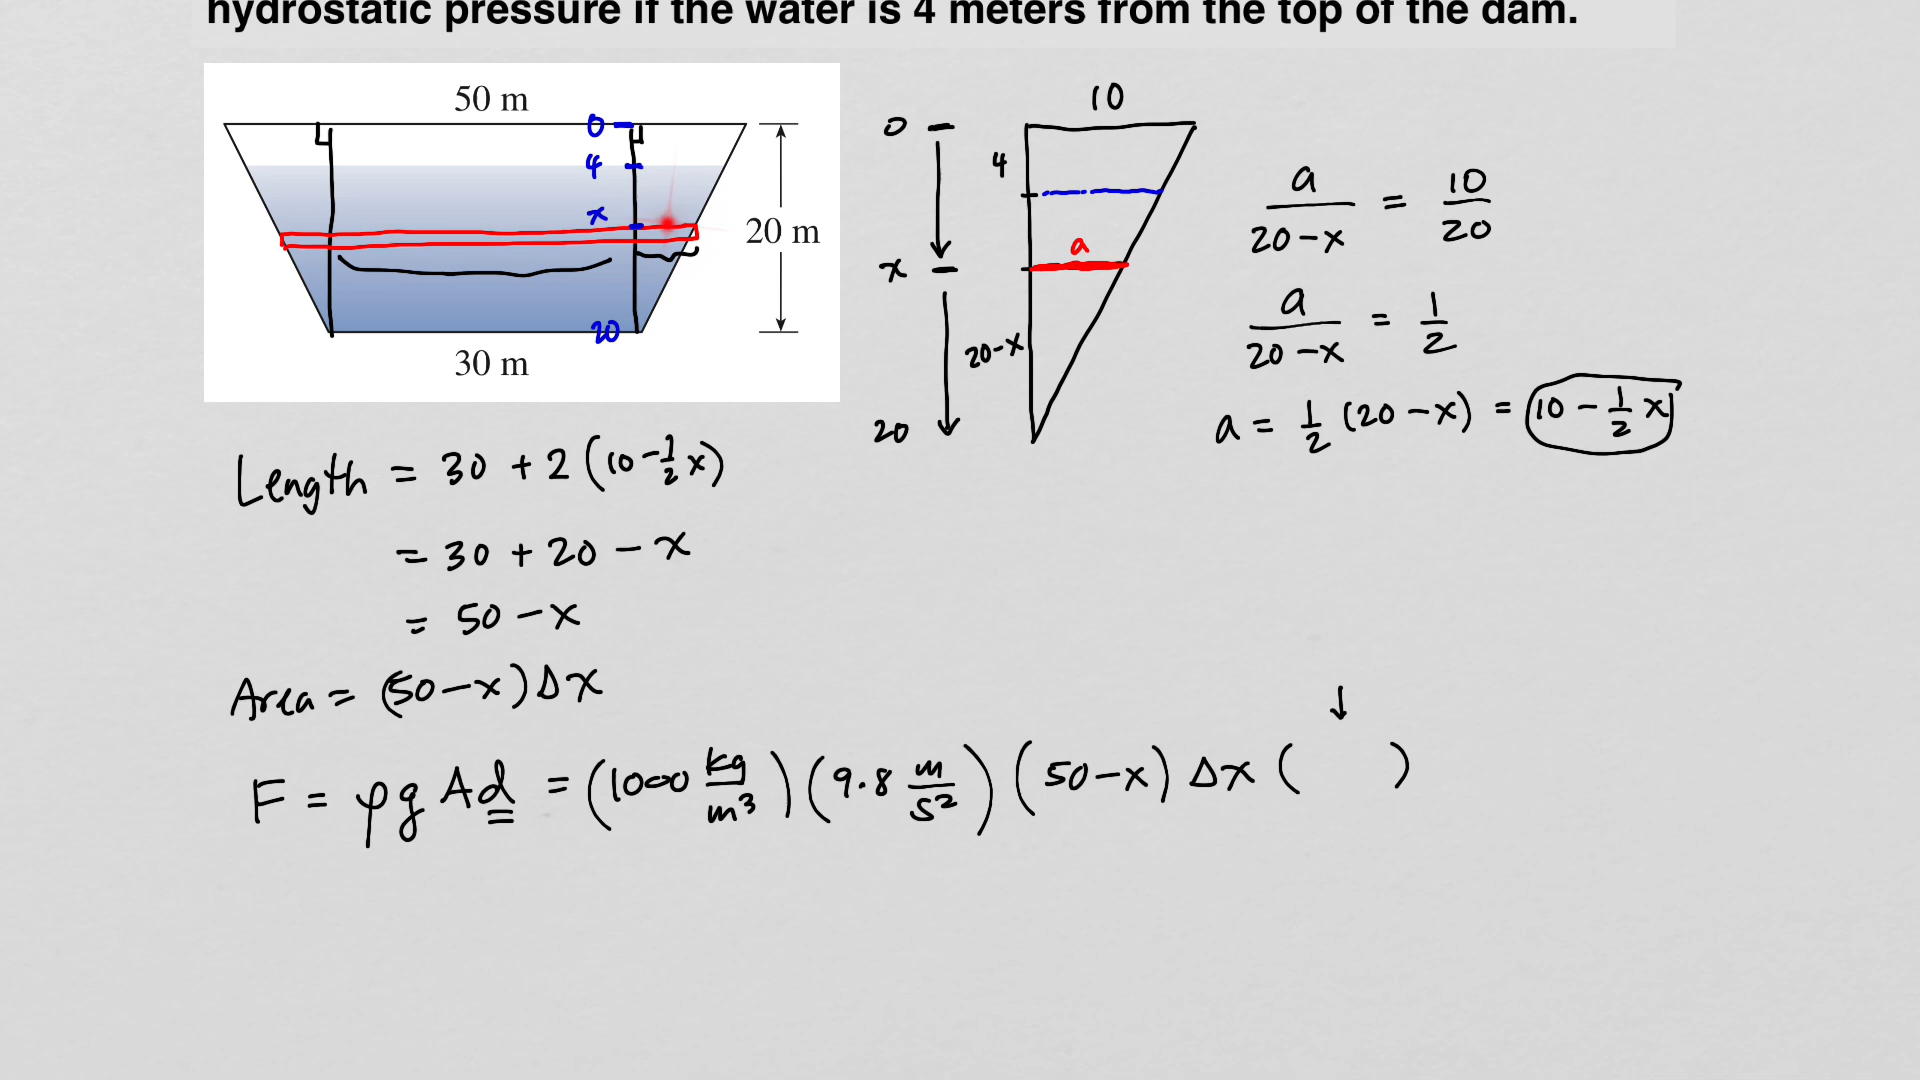 hydrostatic pressure if the water is 4 meters from the top of the dam.
50 m
0
4
x
20
20 m
30 m
10
0
4
x
a
20-x
20
a/(20-x) = 10/20
a/(20-x) = 1/2
a = 1/2 (20-x) = 10 - 1/2 x
Length = 30 + 2 (10 - 1/2 x)
= 30 + 20 - x
= 50 - x
Area = (50-x) Δx
F = ρg Ad = (1000 kg/m³) (9.8 m/s²) (50-x) Δx ( )